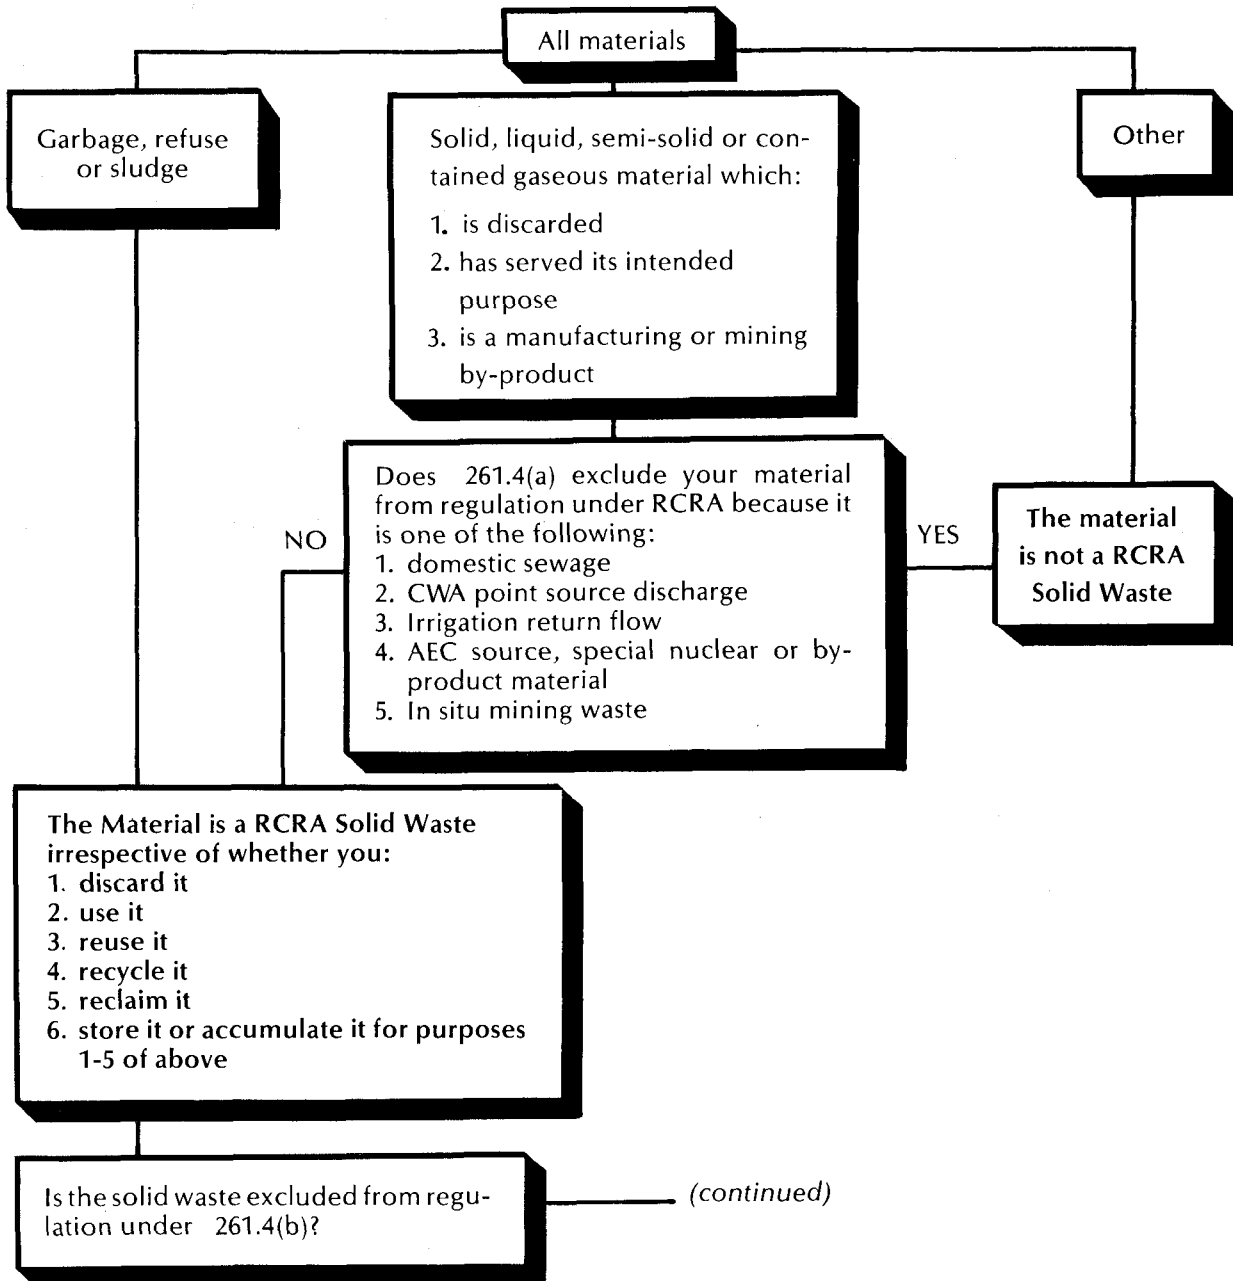 All materials
Garbage, refuse
or sludge
Solid, liquid, semi-solid or con-
tained gaseous material which:
1. is discarded
2. has served its intended
purpose
3. is a manufacturing or mining
by-product
Other
Does 261.4(a) exclude your material
from regulation under RCRA because it
is one of the following:
1. domestic sewage
2. CWA point source discharge
3. Irrigation return flow
4. AEC source, special nuclear or by-
product material
5. In situ mining waste
NO
YES
The material
is not a RCRA
Solid Waste
The Material is a RCRA Solid Waste
irrespective of whether you:
1. discard it
2. use it
3. reuse it
4. recycle it
5. reclaim it
6. store it or accumulate it for purposes
1-5 of above
Is the solid waste excluded from regu-
lation under 261.4(b)?
(continued)